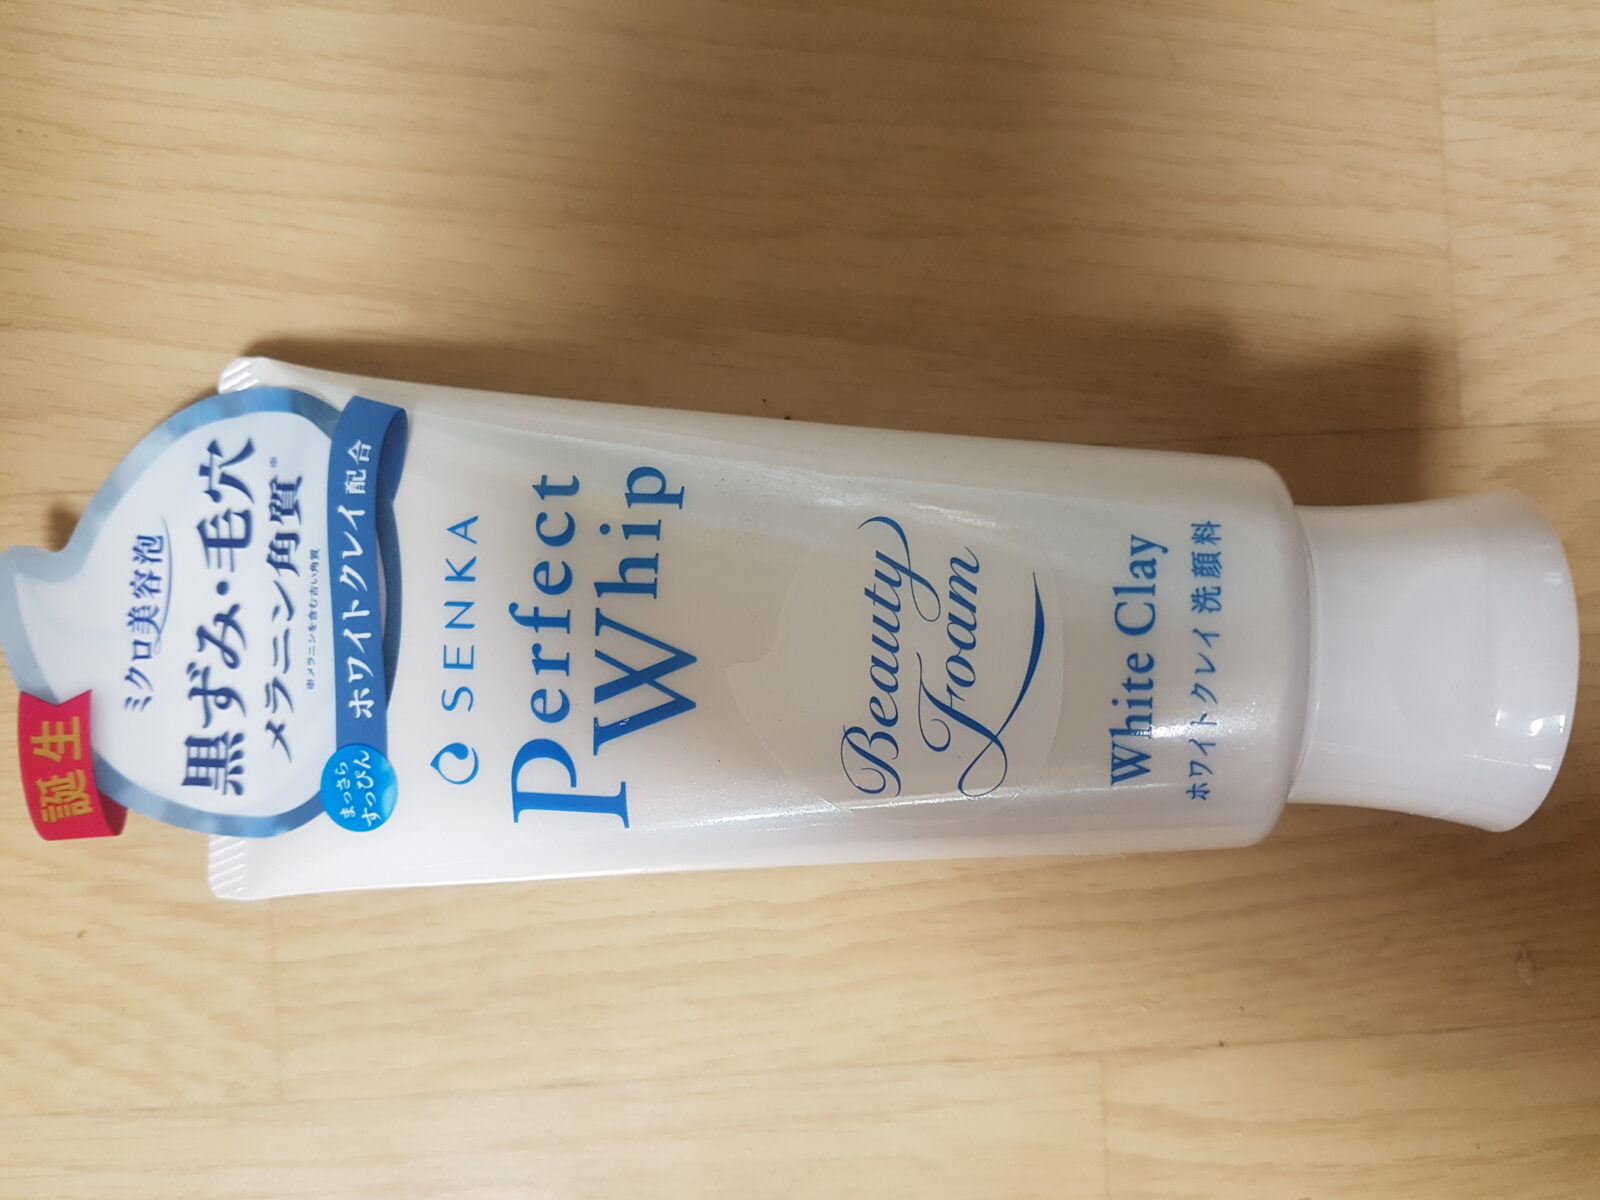 誕生
ミクロ美容泡
黒ずみ・毛穴
メラニン角質※
※メラニンを含む古い角質
ホワイトクレイ配合
まっさら
すっぴん
SENKA
Perfect
Whip
Beauty
Foam
White Clay
ホワイトクレイ 洗顔料